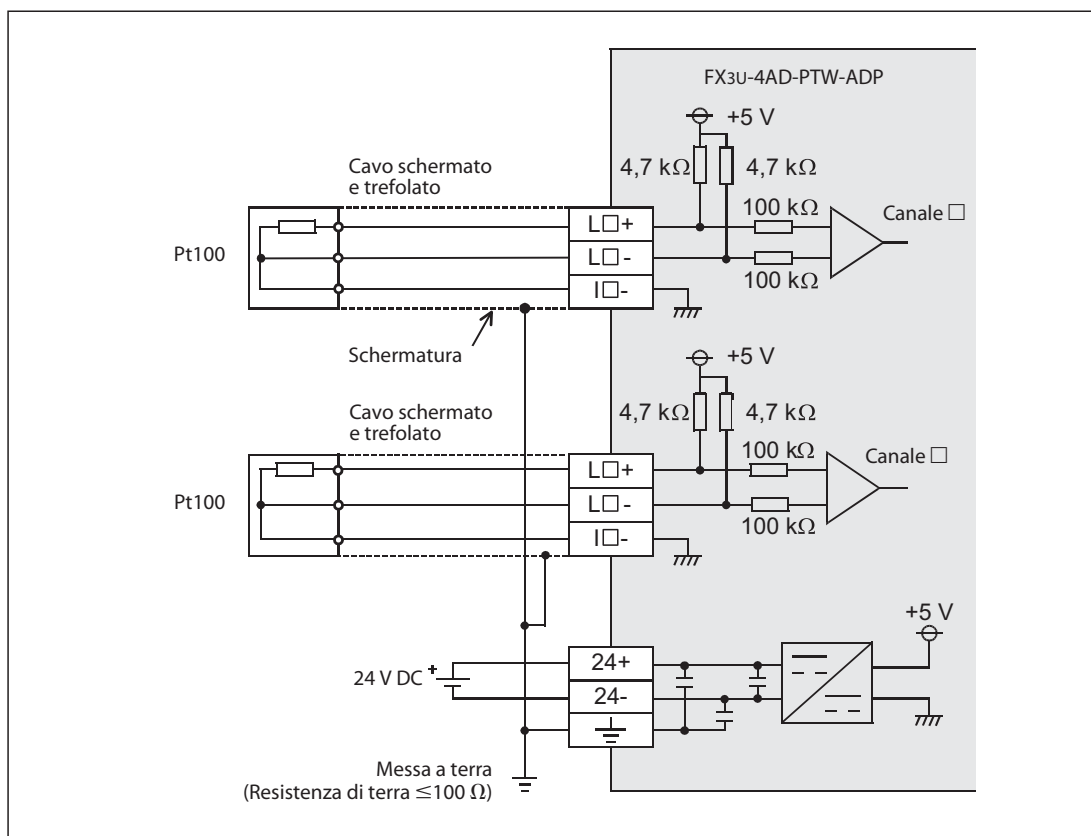 FX3U-4AD-PTW-ADP
+5 V
Cavo schermato
e trefolato
4,7 kΩ
4,7 kΩ
100 kΩ
Canale □
L□+
L□-
I□-
Pt100
100 kΩ
Schermatura
+5 V
Cavo schermato
e trefolato
4,7 kΩ
4,7 kΩ
100 kΩ
Canale □
L□+
L□-
I□-
Pt100
100 kΩ
+5 V
24 V DC
+
24+
24-
Messa a terra
(Resistenza di terra ≤100 Ω)